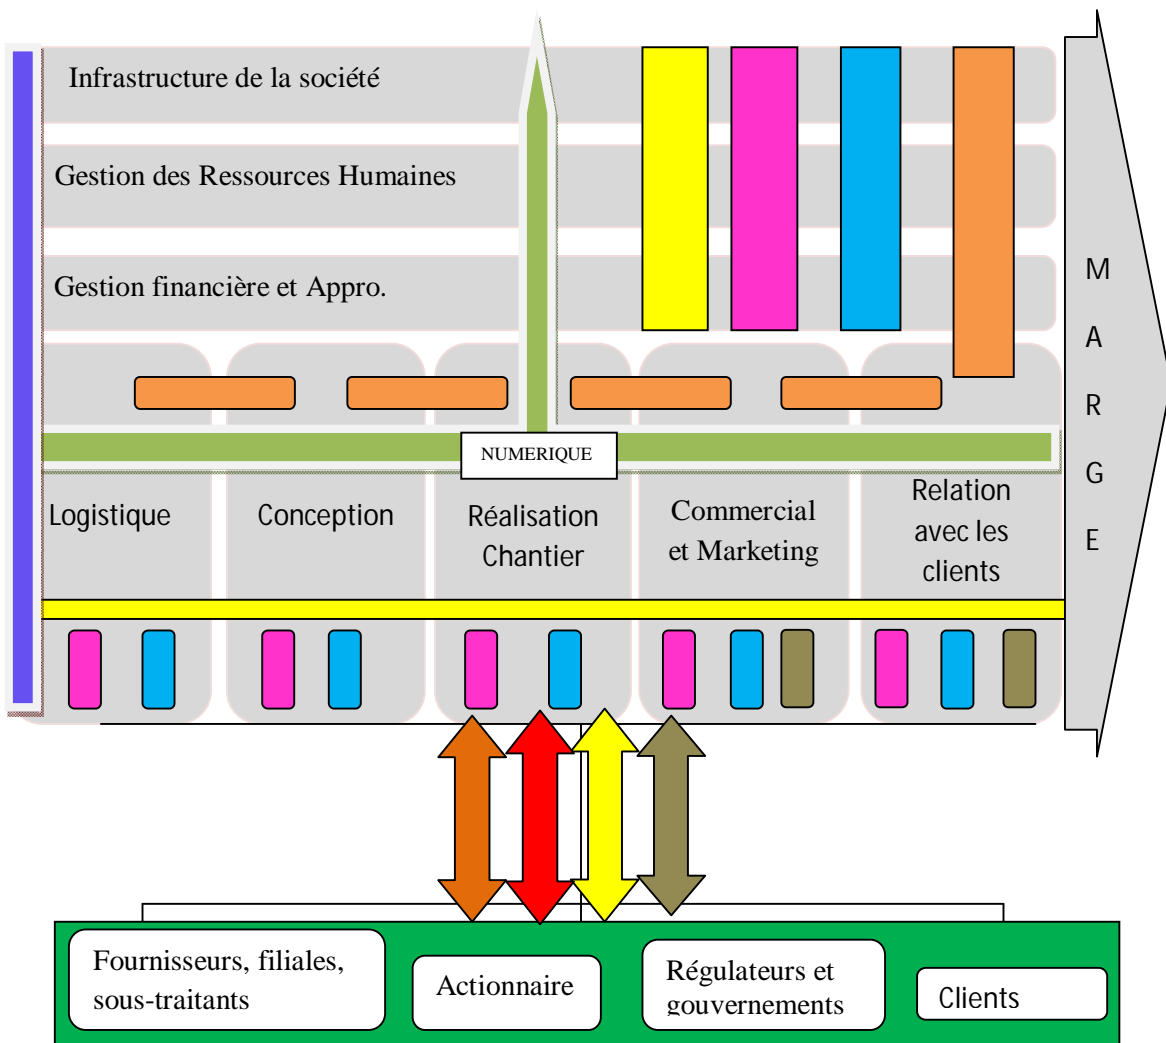 Infrastructure de la société
Gestion des Ressources Humaines
Gestion financière et Appro.
M
A
R
G
E
NUMERIQUE
Logistique
Conception
Réalisation
Chantier
Commercial
et Marketing
Relation
avec les
clients
Fournisseurs, filiales,
sous-traitants
Actionnaire
Régulateurs et
gouvernements
Clients